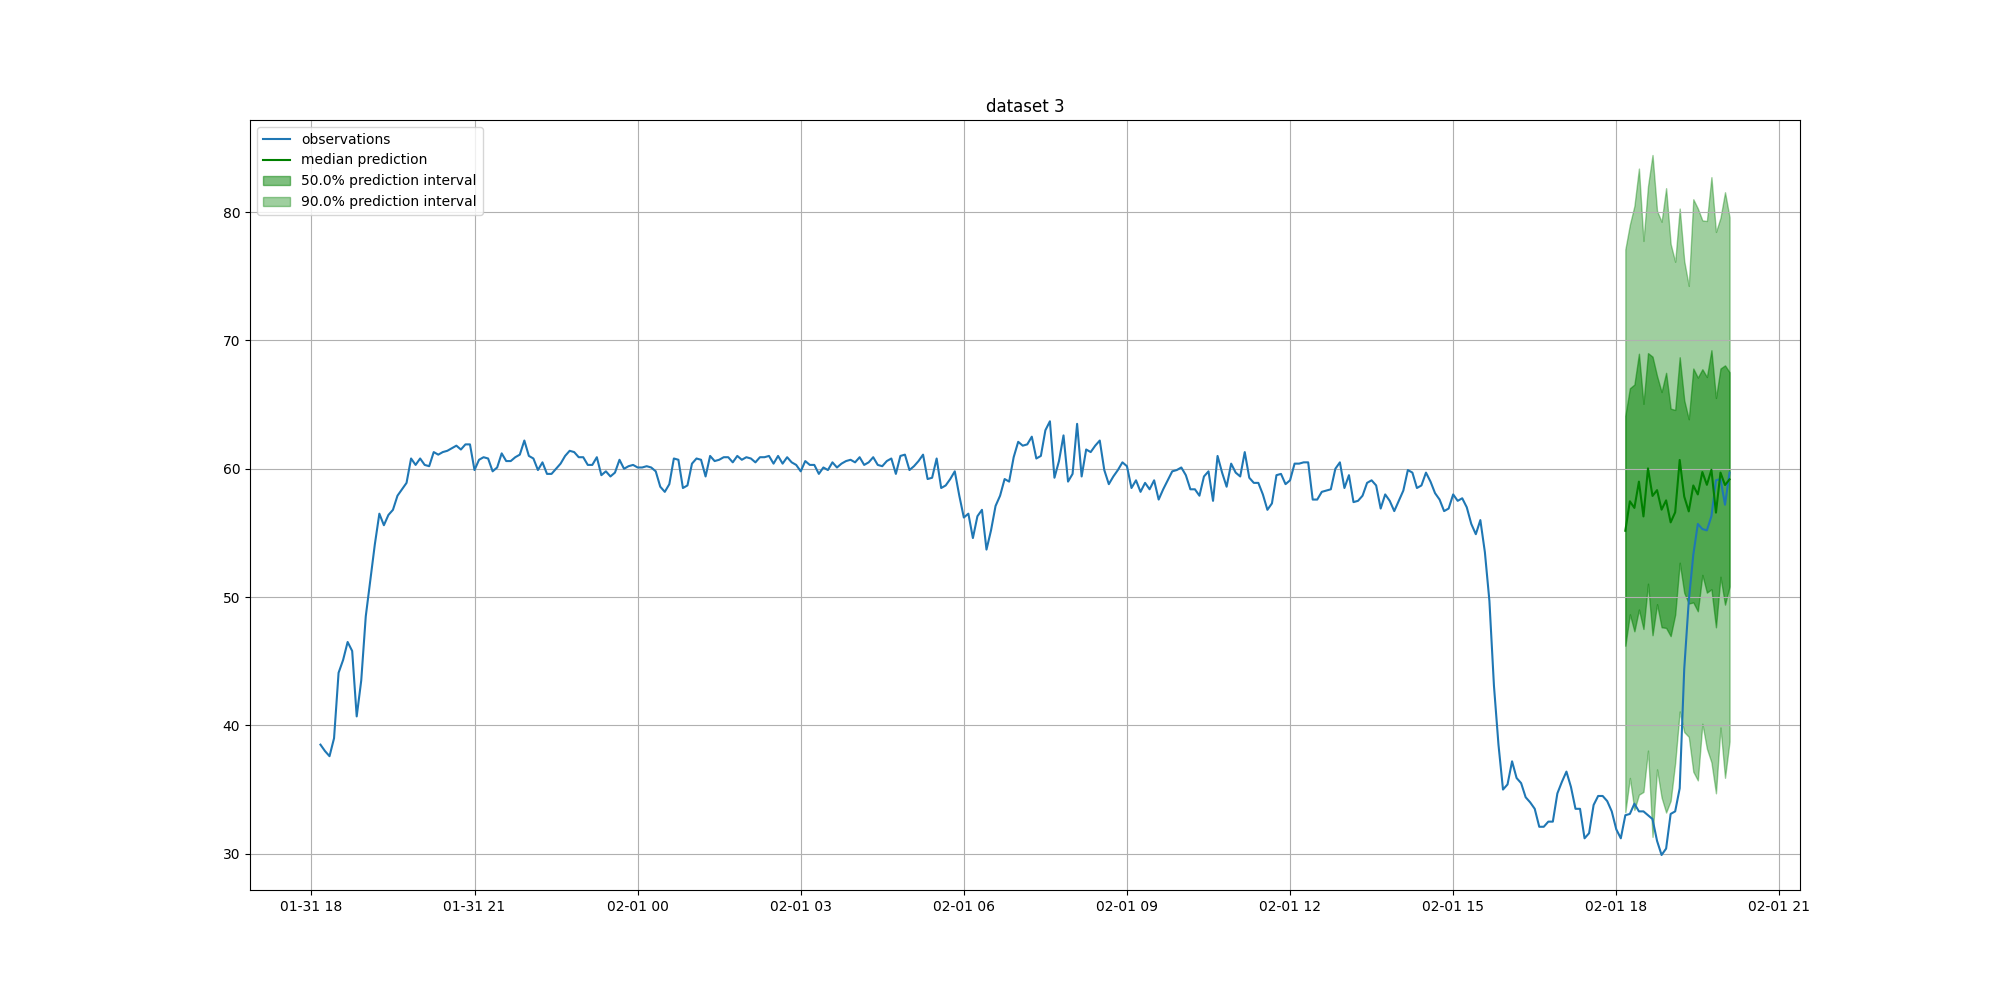 dataset 3
observations
median prediction
50.0% prediction interval
90.0% prediction interval
80
70
60
50
40
30
01-31 18 01-31 21 02-01 00 02-01 03 02-01 06 02-01 09 02-01 12 02-01 15 02-01 18 02-01 21